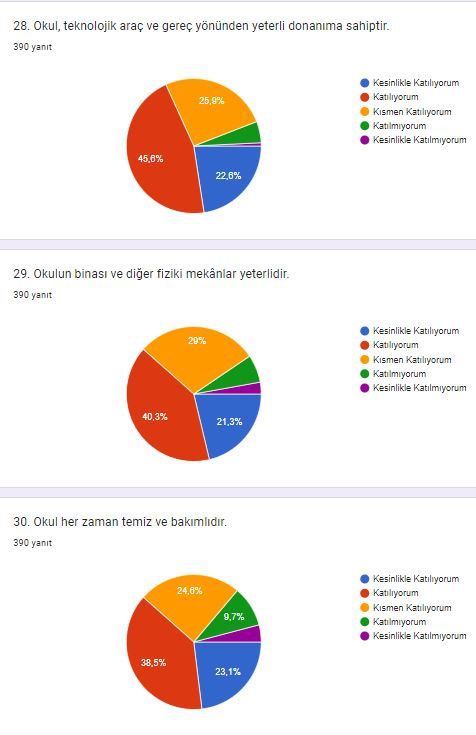 28. Okul, teknolojik araç ve gereç yönünden yeterli donanıma sahiptir.
390 yanıt
Kesinlikle Katılıyorum
Katılıyorum
Kısmen Katılıyorum
Katılmıyorum
Kesinlikle Katılmıyorum
25,9%
45,6%
22,6%
29. Okulun binası ve diğer fiziki mekânlar yeterlidir.
390 yanıt
Kesinlikle Katılıyorum
Katılıyorum
Kısmen Katılıyorum
Katılmıyorum
Kesinlikle Katılmıyorum
29%
40,3%
21,3%
30. Okul her zaman temiz ve bakımlıdır.
390 yanıt
Kesinlikle Katılıyorum
Katılıyorum
Kısmen Katılıyorum
Katılmıyorum
Kesinlikle Katılmıyorum
24,6%
9,7%
38,5%
23,1%